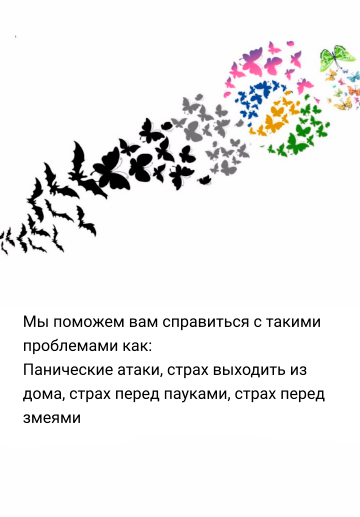 Мы поможем вам справиться с такими
проблемами как:
Панические атаки, страх выходить из
дома, страх перед пауками, страх перед
змеями